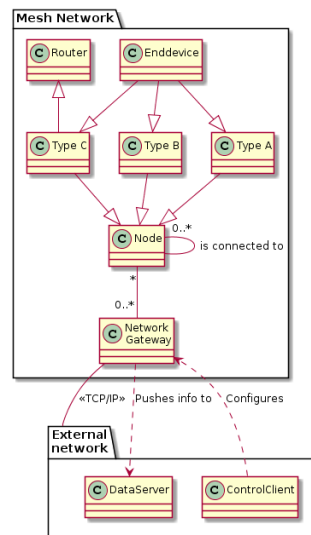 Mesh Network
C Router
C Enddevice
C Type C
C Type B
C Type A
C Node
0..*
is connected to
*
0..*
C Network
Gateway
«TCP/IP»
Pushes info to
Configures
External
network
C DataServer
C ControlClient